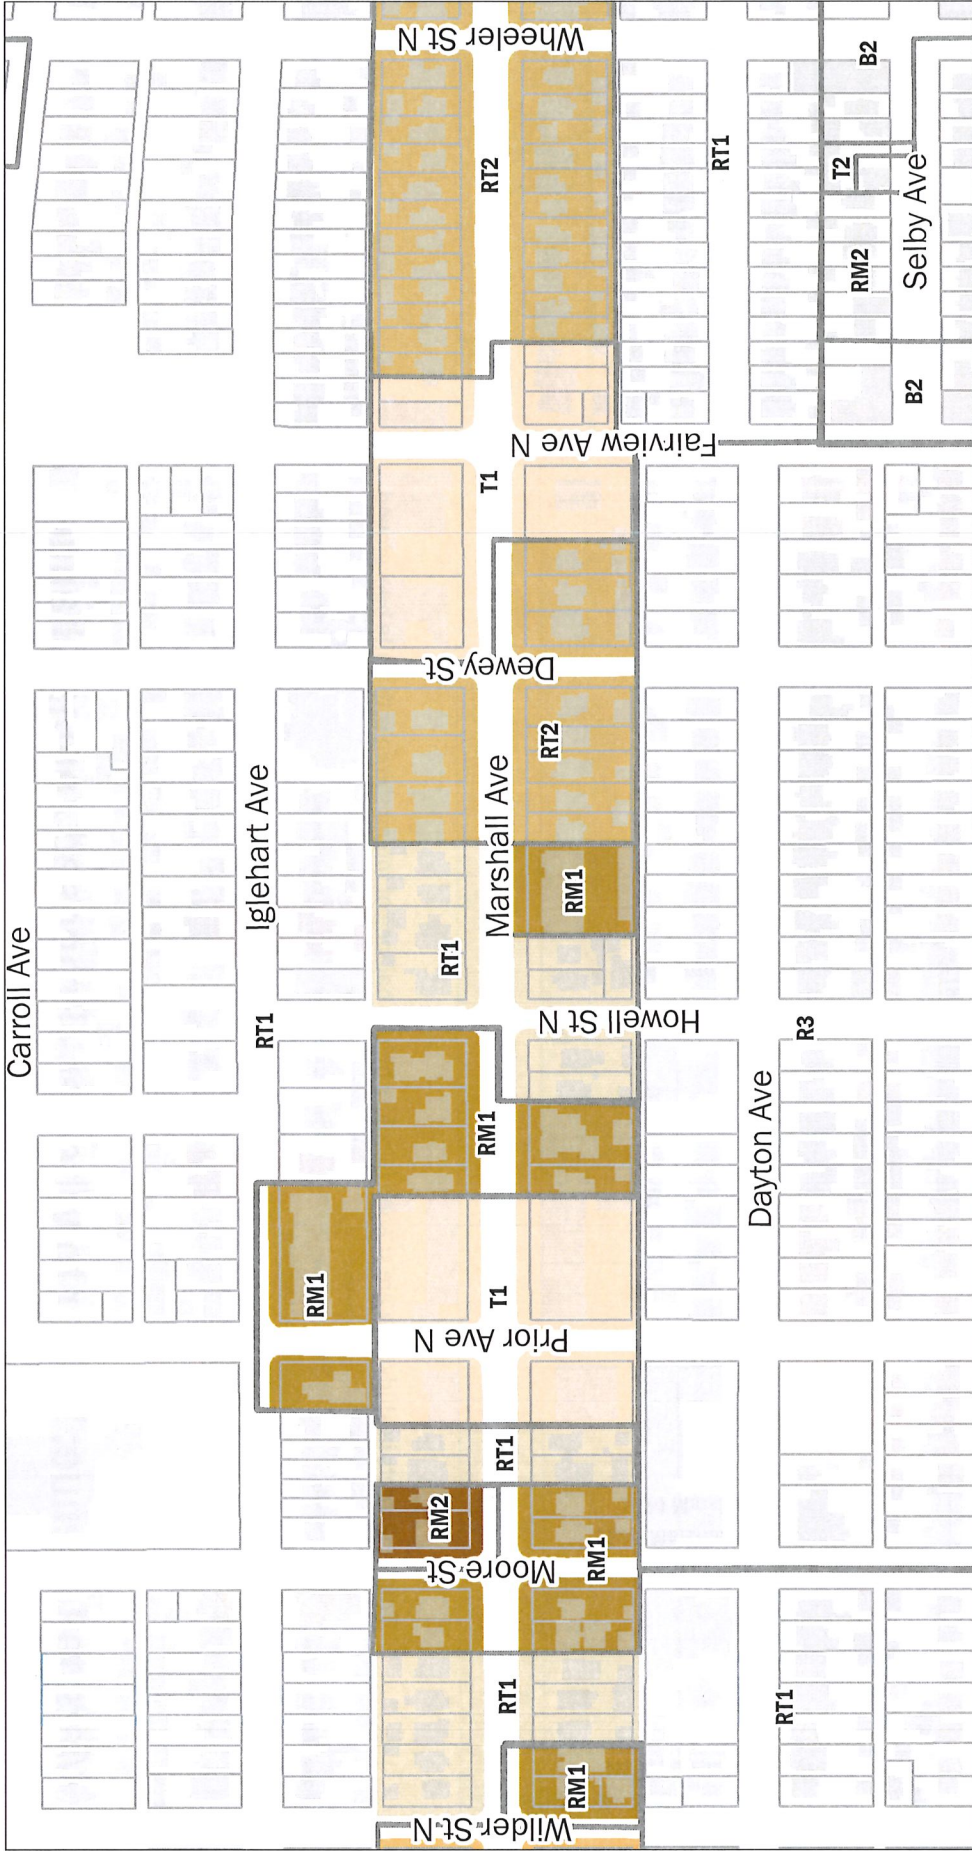 Carroll Ave
Iglehart Ave
RT1
RM1
Wilder St N
Moore St
Prior Ave N
Howell St N
Dewey St
Fairview Ave N
Wheeler St N
RM2
RT1
Marshall Ave
RT1
RT1
T1
RM1
T1
RT2
RM1
RM1
RM1
RT2
RT1
Dayton Ave
RT1
R3
RM2
T2
B2
B2
Selby Ave